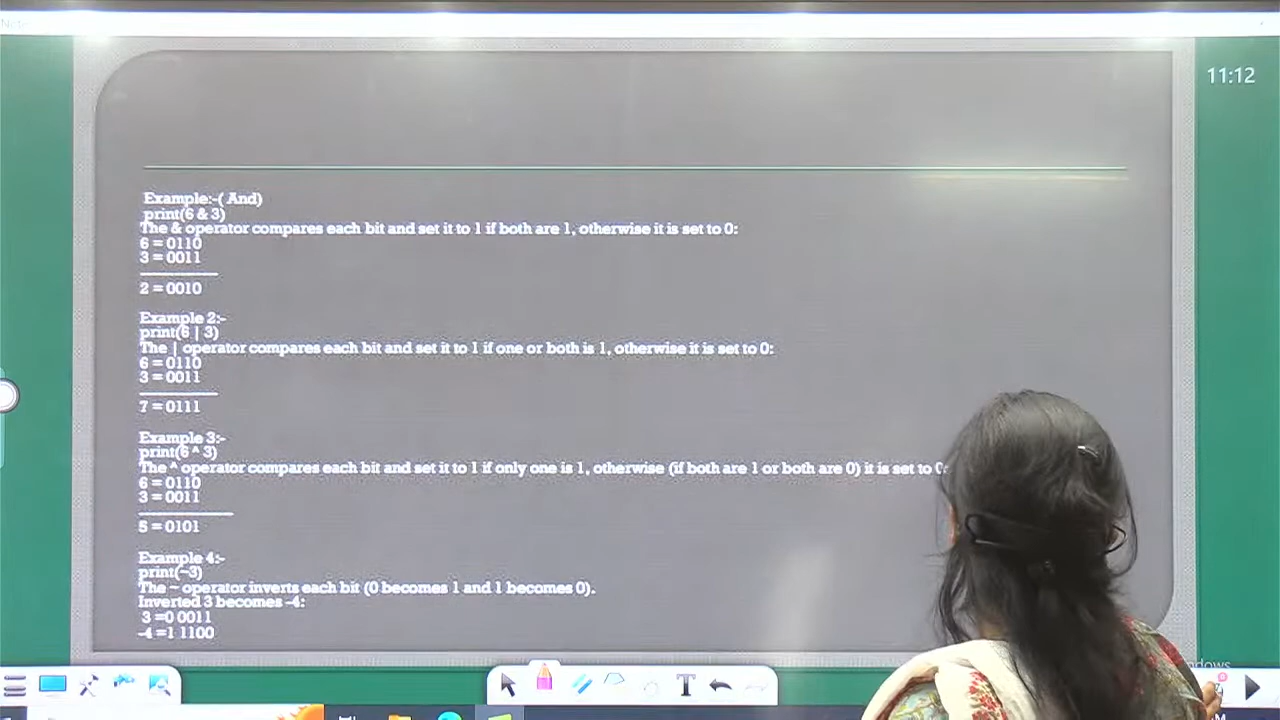 11:12
Example:-( And)
print(6 & 3)
The & operator compares each bit and set it to 1 if both are 1, otherwise it is set to 0:
6 = 0110
3 = 0011
2 = 0010
Example 2:-
print(6 | 3)
The | operator compares each bit and set it to 1 if one or both is 1, otherwise it is set to 0:
6 = 0110
3 = 0011
7 = 0111
Example 3:-
print(6 ^ 3)
The ^ operator compares each bit and set it to 1 if only one is 1, otherwise (if both are 1 or both are 0) it is set to 0:
6 = 0110
3 = 0011
5 = 0101
Example 4:-
print(~3)
The ~ operator inverts each bit (0 becomes 1 and 1 becomes 0).
Inverted 3 becomes -4:
3 =0 0011
-4 =1 1100
T